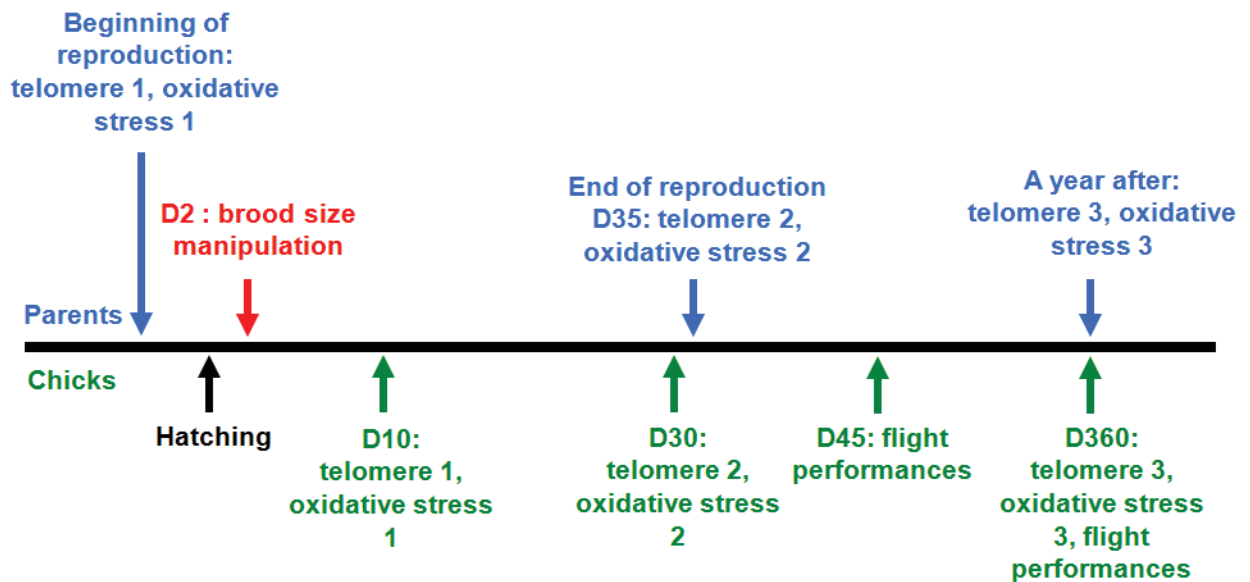 Beginning of
reproduction:
telomere 1, oxidative
stress 1
D2 : brood size
manipulation
End of reproduction
D35: telomere 2,
oxidative stress 2
A year after:
telomere 3, oxidative
stress 3
Parents
Chicks
Hatching
D10:
telomere 1,
oxidative stress
1
D30:
telomere 2,
oxidative stress
2
D45: flight
performances
D360:
telomere 3,
oxidative stress
3, flight
performances